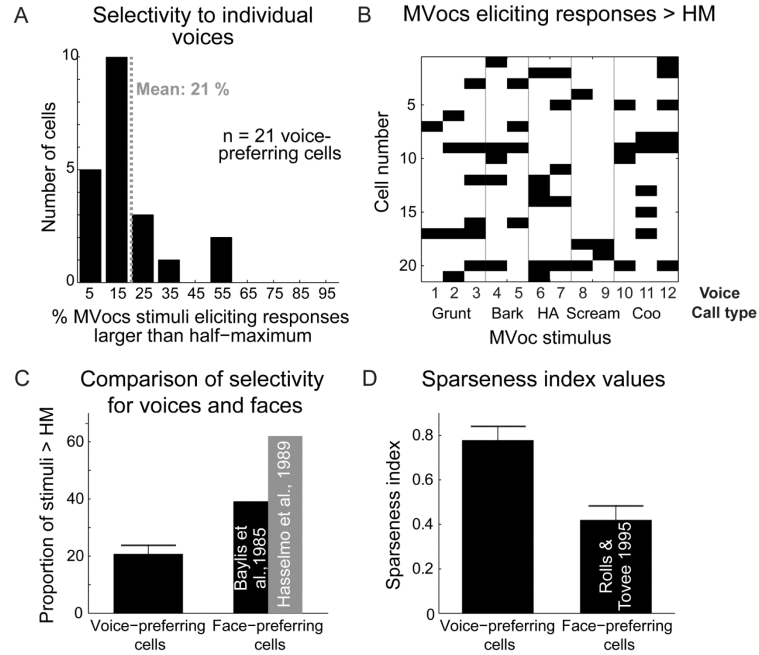 A
Selectivity to individual
voices
Number of cells
10
5
0
Mean: 21 %
n = 21 voice-
preferring cells
5 15 25 35 45 55 65 75 85 95
% MVocs stimuli eliciting responses
larger than half-maximum
B
MVocs eliciting responses > HM
Cell number
5
10
15
20
1 2 3 4 5 6 7 8 9 10 11 12 Voice
Grunt Bark HA Scream Coo Call type
MVoc stimulus
C
Comparison of selectivity
for voices and faces
Proportion of stimuli > HM
60
40
20
0
Baylis et
al.,1985
Hasselmo et al., 1989
Voice-preferring
cells
Face-preferring
cells
D
Sparseness index values
Sparseness index
0.8
0.6
0.4
0.2
0
Rolls &
Tovee 1995
Voice-preferring
cells
Face-preferring
cells